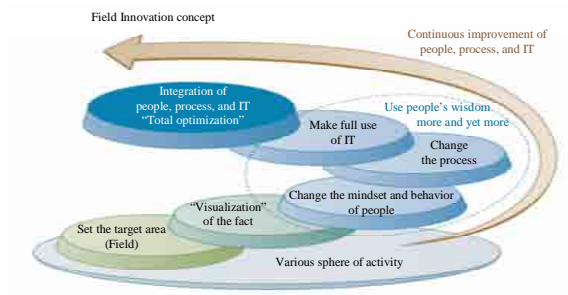 Field Innovation concept
Continuous improvement of
people, process, and IT
Integration of
people, process, and IT
“Total optimization”
Use people’s wisdom
more and yet more
Make full use
of IT
Change
the process
Change the mindset and behavior
of people
“Visualization”
of the fact
Set the target area
(Field)
Various sphere of activity